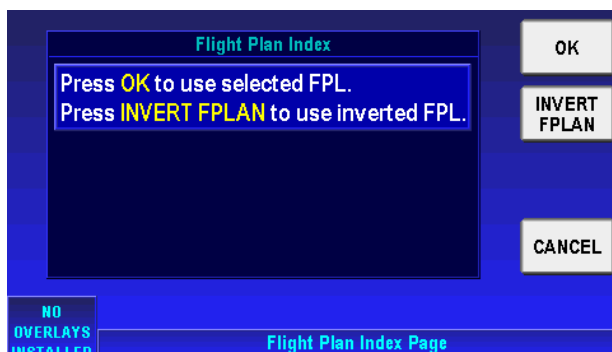 Flight Plan Index
Press OK to use selected FPL.
Press INVERT FPLAN to use inverted FPL.
OK
INVERT
FPLAN
CANCEL
NO
OVERLAYS
INSTALLED
Flight Plan Index Page